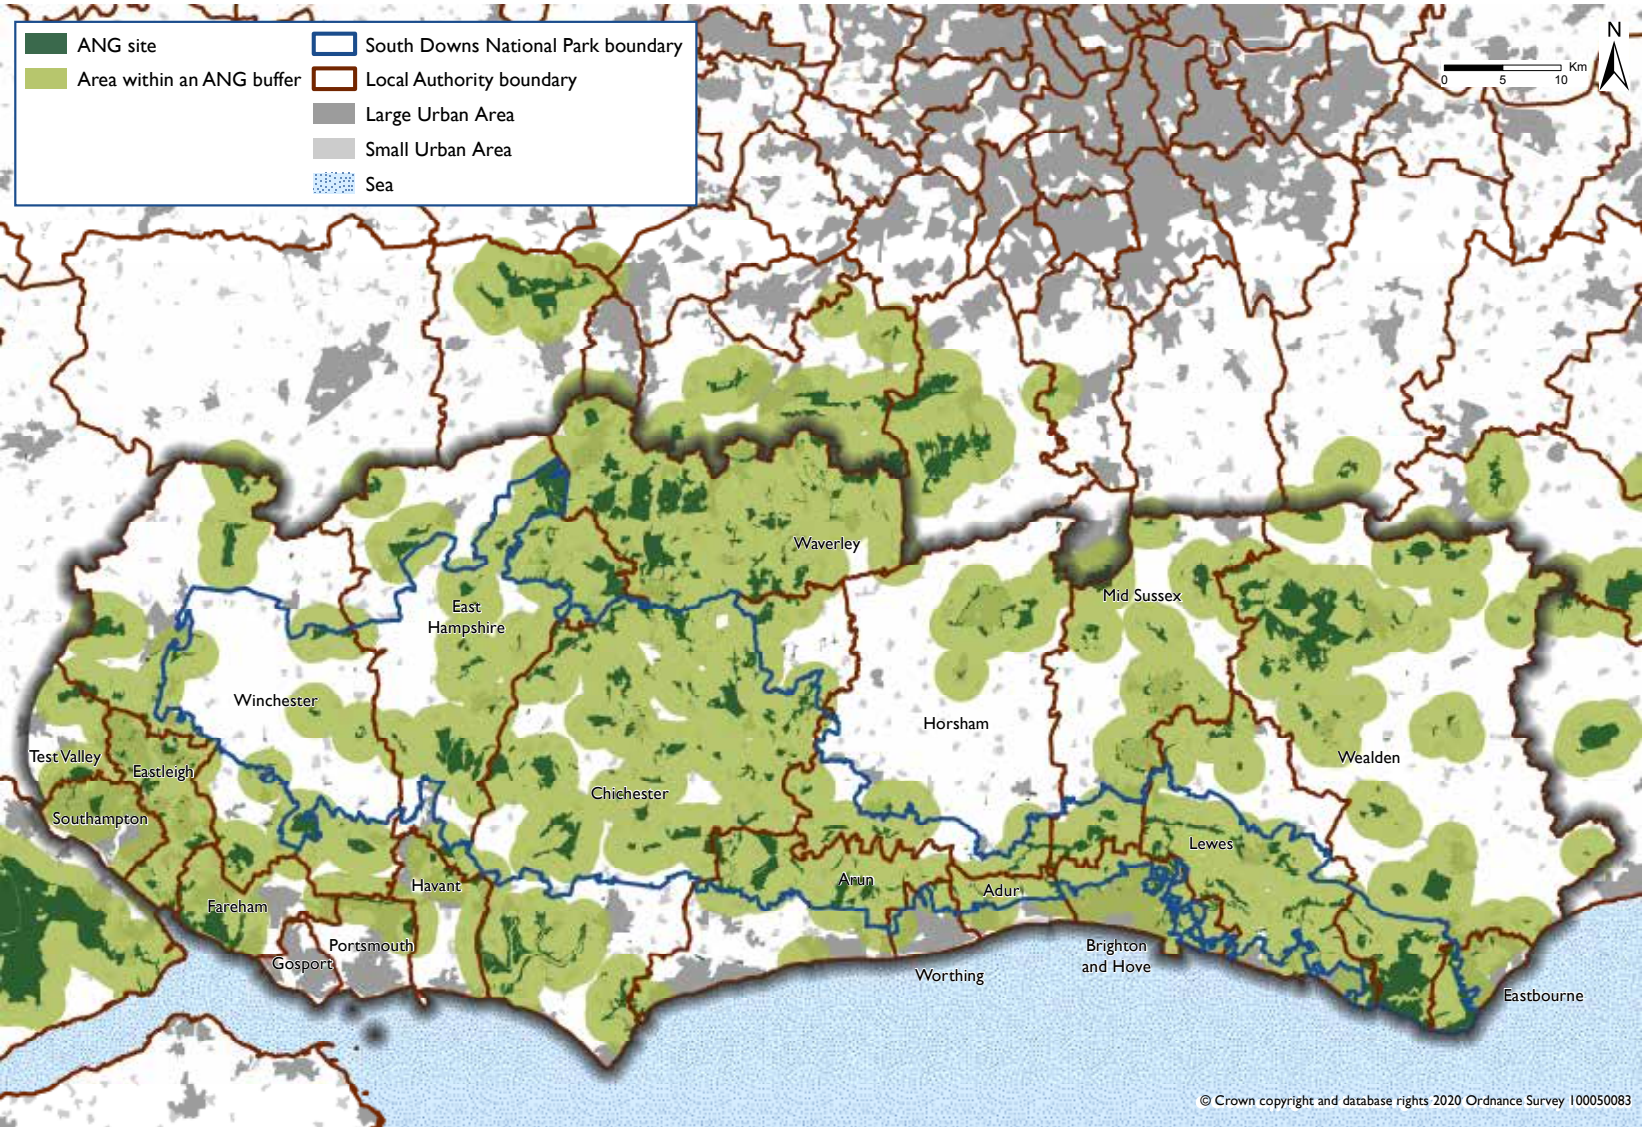 ANG site
Area within an ANG buffer
South Downs National Park boundary
Local Authority boundary
Large Urban Area
Small Urban Area
Sea
N
Km
0 5 10
Waverley
Mid Sussex
East
Hampshire
Winchester
Horsham
Test Valley
Eastleigh
Wealden
Chichester
Southampton
Lewes
Havant
Arun
Adur
Fareham
Portsmouth
Gosport
Brighton
and Hove
Worthing
Eastbourne
© Crown copyright and database rights 2020 Ordnance Survey 100050083